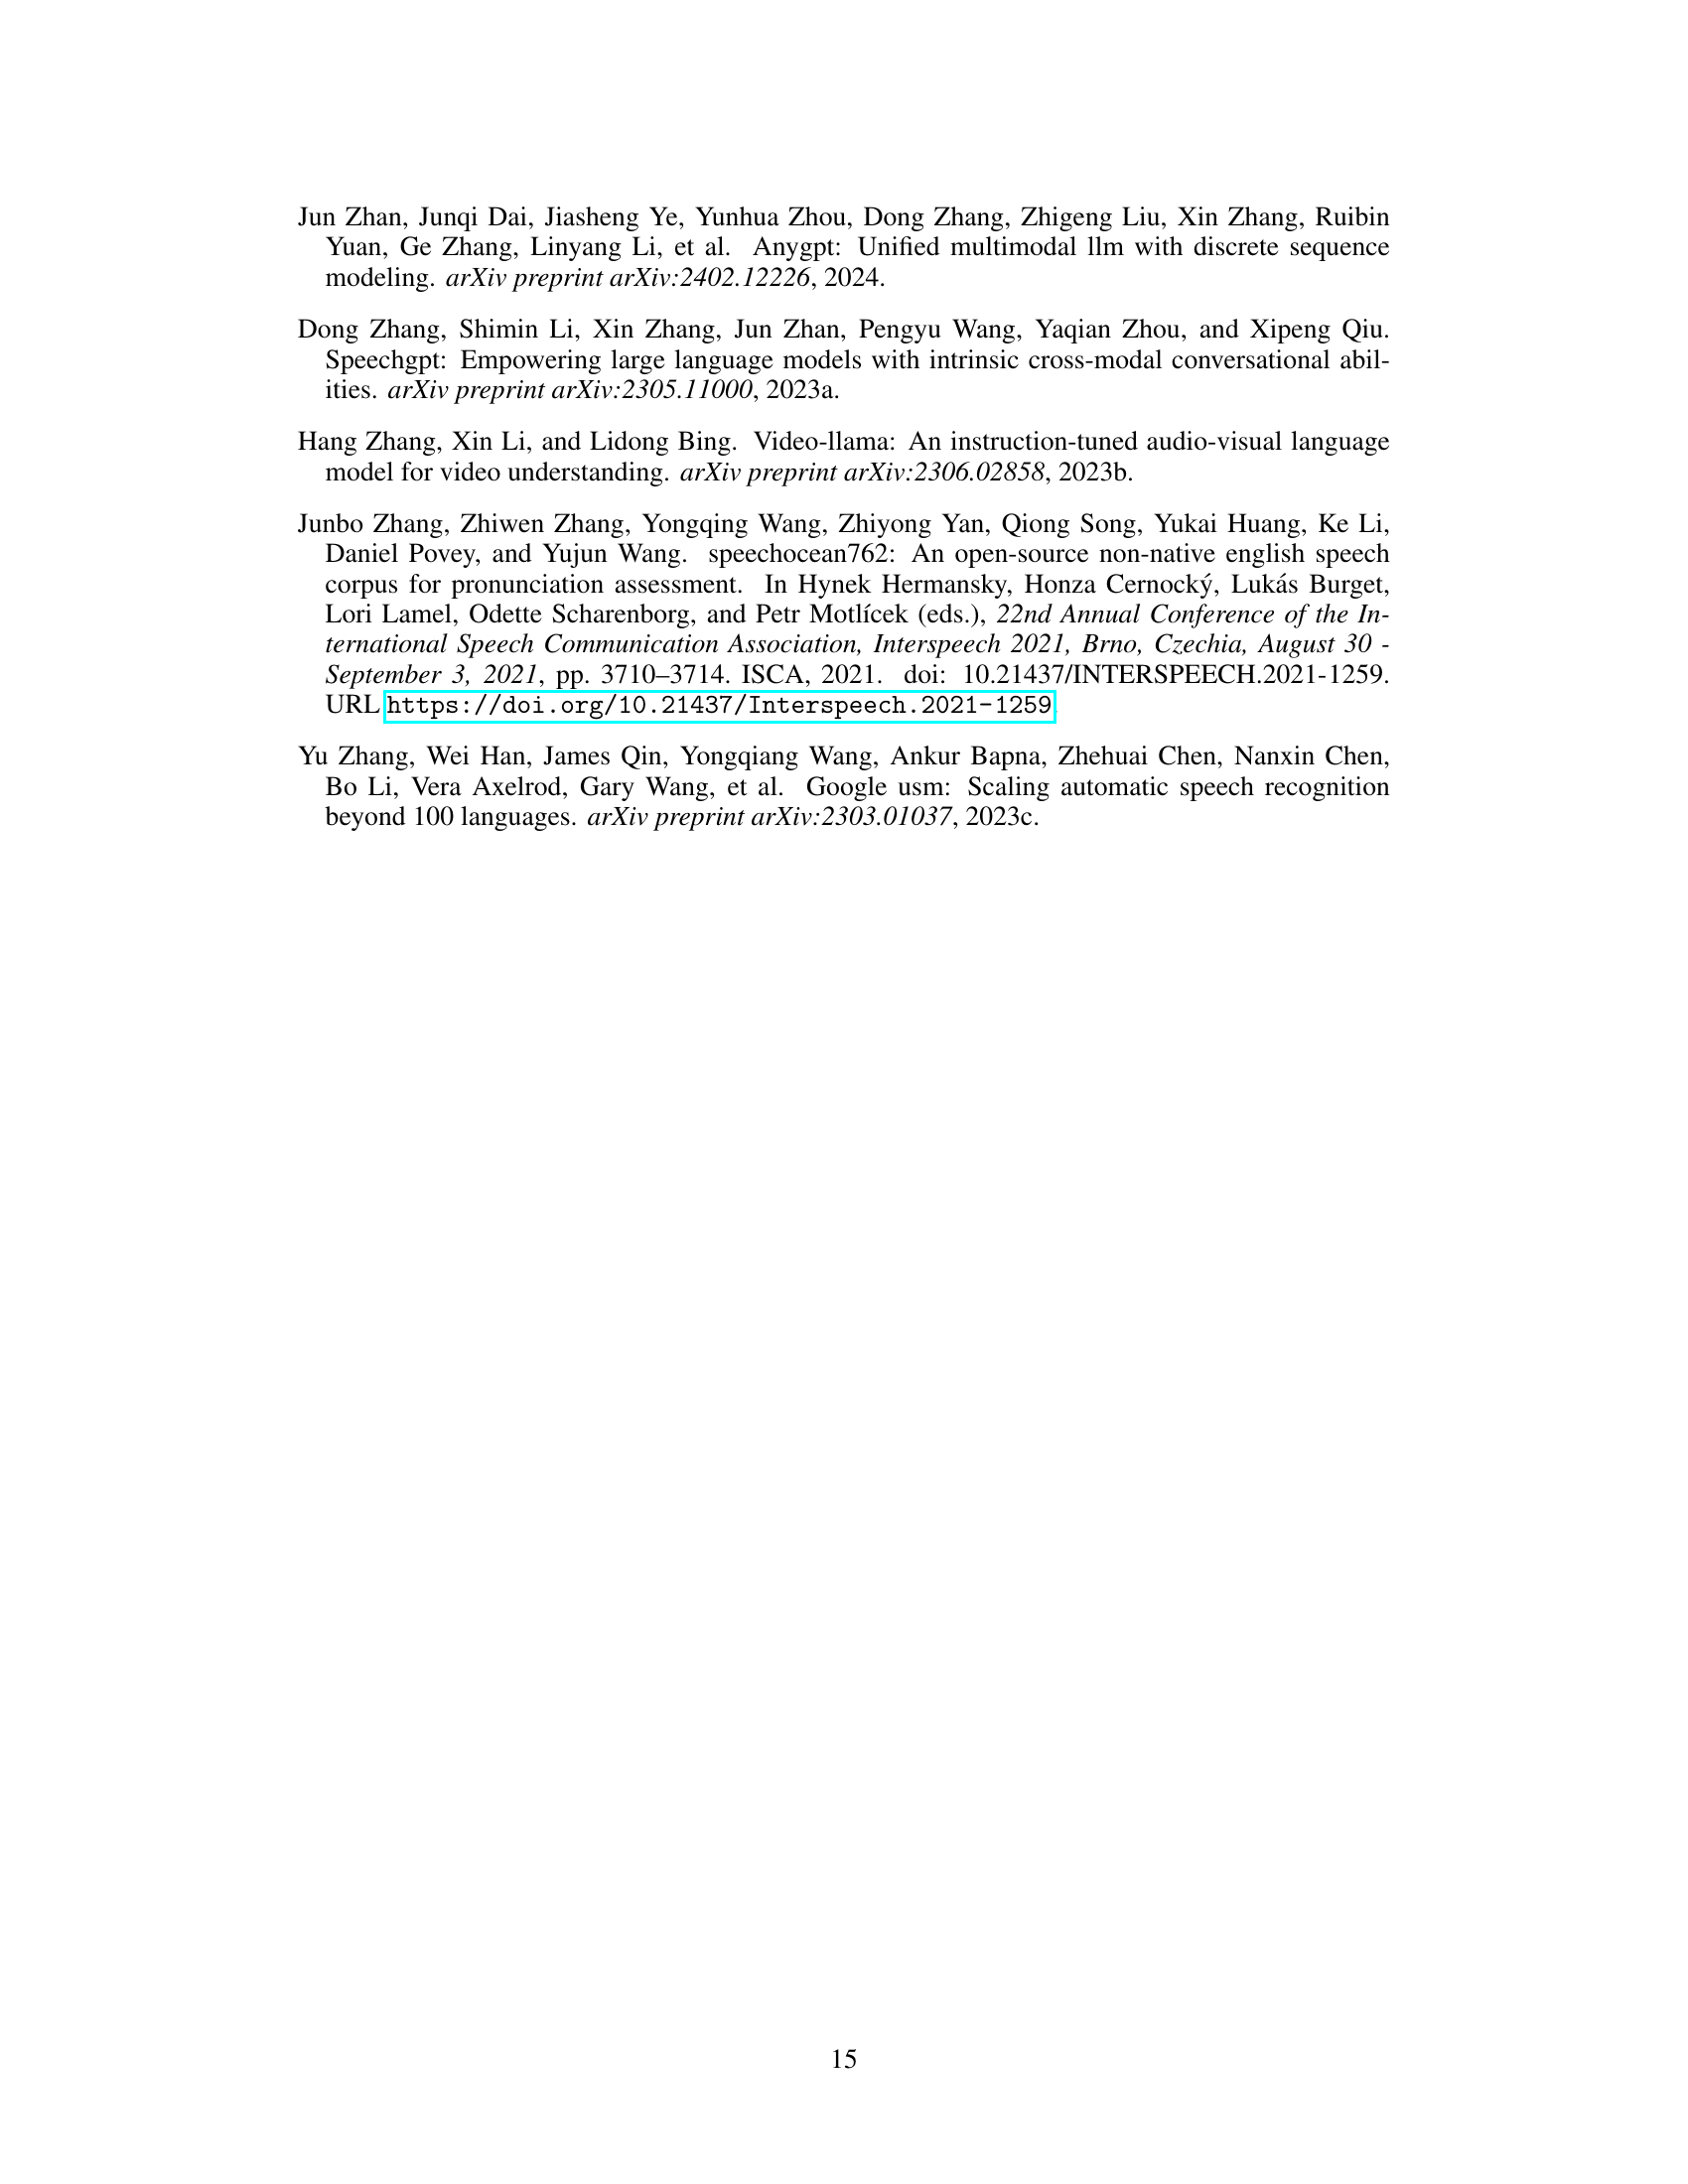 Jun Zhan, Junqi Dai, Jiasheng Ye, Yunhua Zhou, Dong Zhang, Zhigeng Liu, Xin Zhang, Ruibin
Yuan, Ge Zhang, Linyang Li, et al. Anygpt: Unified multimodal llm with discrete sequence
modeling. arXiv preprint arXiv:2402.12226, 2024.
Dong Zhang, Shimin Li, Xin Zhang, Jun Zhan, Pengyu Wang, Yaqian Zhou, and Xipeng Qiu.
Speechgpt: Empowering large language models with intrinsic cross-modal conversational abil-
ities. arXiv preprint arXiv:2305.11000, 2023a.
Hang Zhang, Xin Li, and Lidong Bing. Video-llama: An instruction-tuned audio-visual language
model for video understanding. arXiv preprint arXiv:2306.02858, 2023b.
Junbo Zhang, Zhiwen Zhang, Yongqing Wang, Zhiyong Yan, Qiong Song, Yukai Huang, Ke Li,
Daniel Povey, and Yujun Wang. speechocean762: An open-source non-native english speech
corpus for pronunciation assessment. In Hynek Hermansky, Honza Cernocký, Lukás Burget,
Lori Lamel, Odette Scharenborg, and Petr Motlícek (eds.), 22nd Annual Conference of the In-
ternational Speech Communication Association, Interspeech 2021, Brno, Czechia, August 30 -
September 3, 2021, pp. 3710–3714. ISCA, 2021. doi: 10.21437/INTERSPEECH.2021-1259.
URL https://doi.org/10.21437/Interspeech.2021-1259
Yu Zhang, Wei Han, James Qin, Yongqiang Wang, Ankur Bapna, Zhehuai Chen, Nanxin Chen,
Bo Li, Vera Axelrod, Gary Wang, et al. Google usm: Scaling automatic speech recognition
beyond 100 languages. arXiv preprint arXiv:2303.01037, 2023c.
15